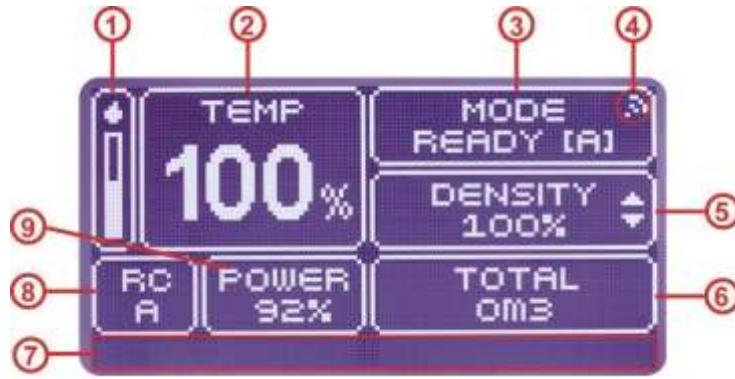 1
2
3
4
TEMP
100%
MODE
READY [A]
DENSITY
100%
5
9
8
RC
A
POWER
92%
TOTAL
0M3
6
7